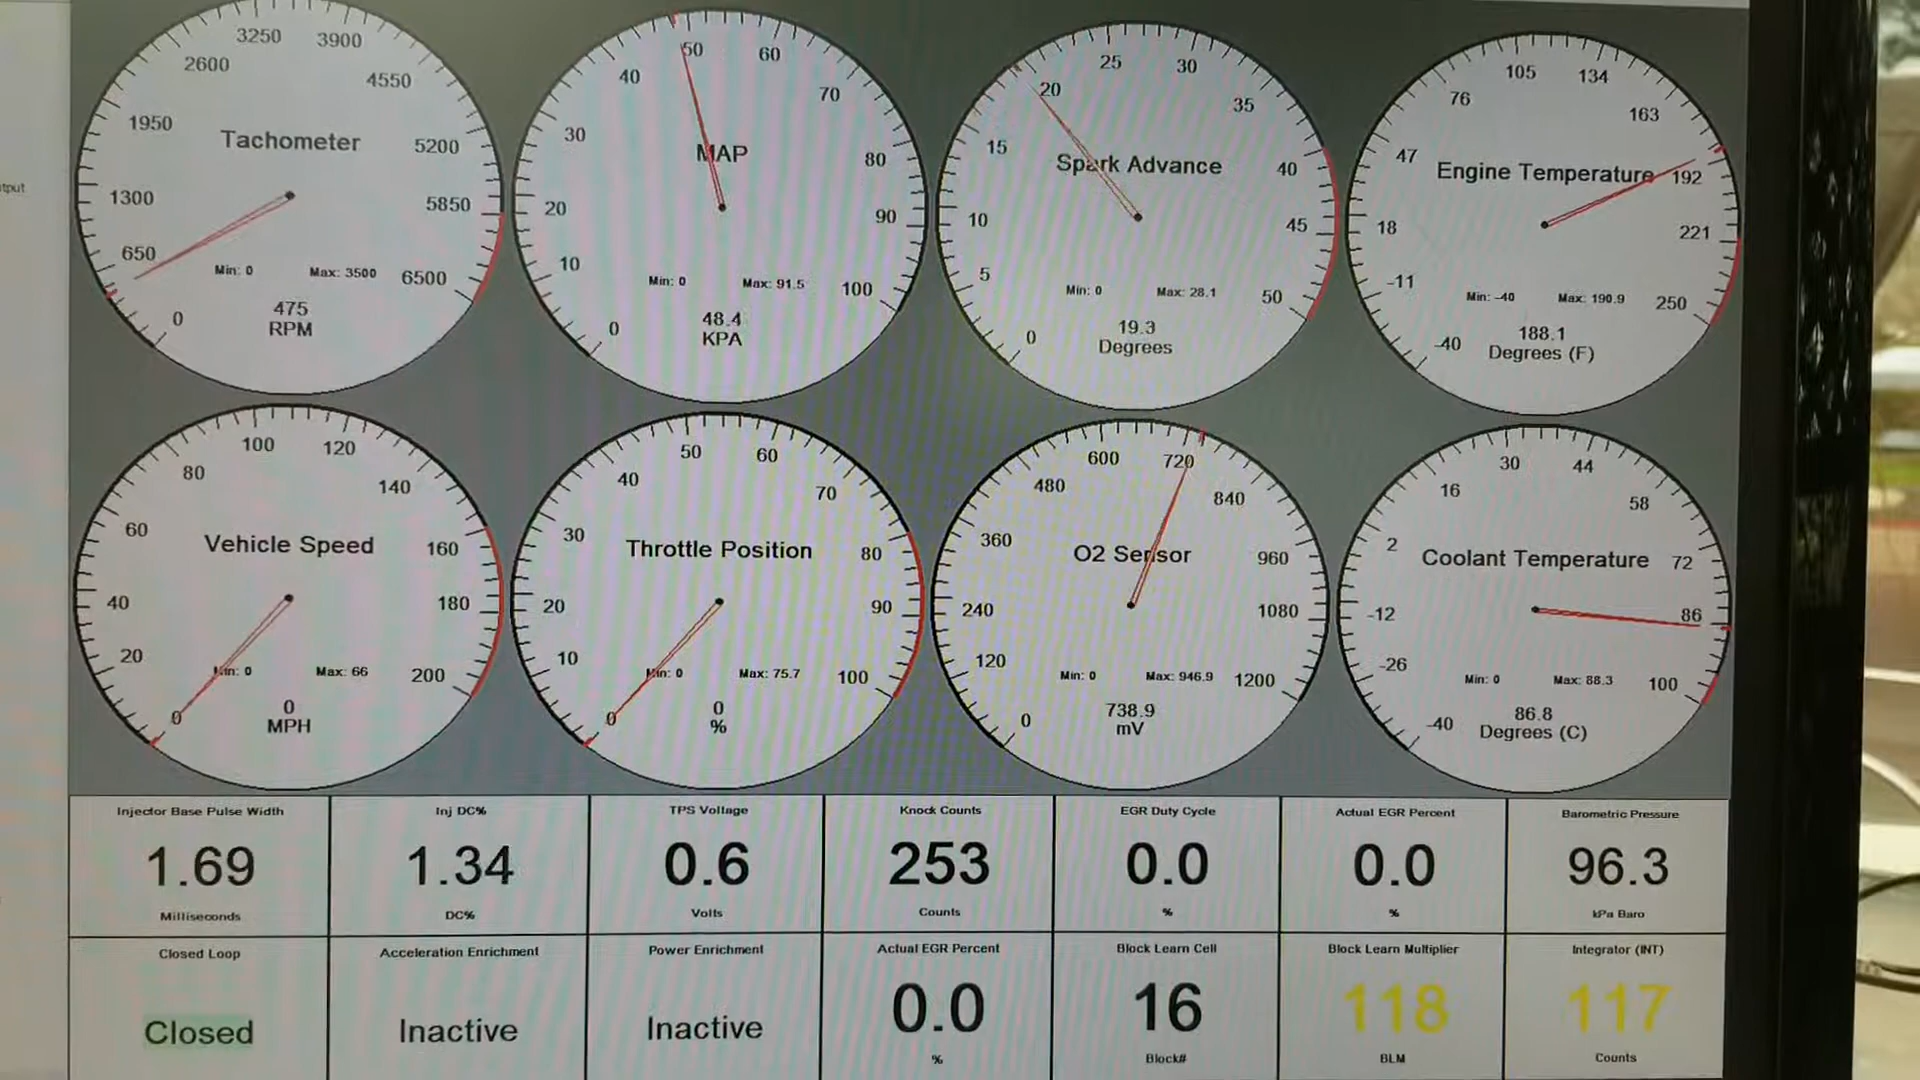 tput
0
650
1300
1950
2600
3250
3900
4550
5200
5850
6500
Tachometer
Min: 0
Max: 3500
475
RPM
0
10
20
30
40
50
60
70
80
90
100
MAP
Min: 0
Max: 91.5
48.4
KPA
0
5
10
15
20
25
30
35
40
45
50
Spark Advance
Min: 0
Max: 28.1
19.3
Degrees
-40
-11
18
47
76
105
134
163
192
221
250
Engine Temperature
Min: -40
Max: 190.9
188.1
Degrees (F)
0
20
40
60
80
100
120
140
160
180
200
Vehicle Speed
Min: 0
Max: 66
0
MPH
0
10
20
30
40
50
60
70
80
90
100
Throttle Position
Min: 0
Max: 75.7
0
%
0
120
240
360
480
600
720
840
960
1080
1200
O2 Sensor
Min: 0
Max: 946.9
738.9
mV
-40
-26
-12
2
16
30
44
58
72
86
100
Coolant Temperature
Min: 0
Max: 88.3
86.8
Degrees (C)
Injector Base Pulse Width
1.69
Milliseconds
Inj DC%
1.34
DC%
TPS Voltage
0.6
Volts
Knock Counts
253
Counts
EGR Duty Cycle
0.0
%
Actual EGR Percent
0.0
%
Barometric Pressure
96.3
kPa Baro
Closed Loop
Closed
Acceleration Enrichment
Inactive
Power Enrichment
Inactive
Actual EGR Percent
0.0
%
Block Learn Cell
16
Block#
Block Learn Multiplier
118
BLM
Integrator (INT)
117
Counts